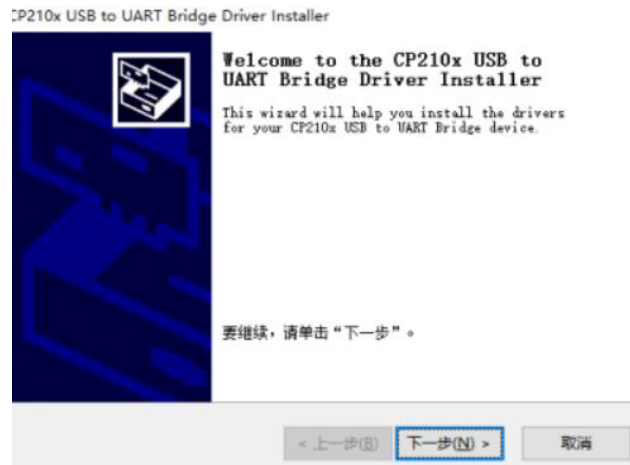 CP210x USB to UART Bridge Driver Installer
Welcome to the CP210x USB to
UART Bridge Driver Installer
This wizard will help you install the drivers
for your CP210x USB to UART Bridge device.
要继续，请单击“下一步”。
< 上一步(B)
下一步(N) >
取消